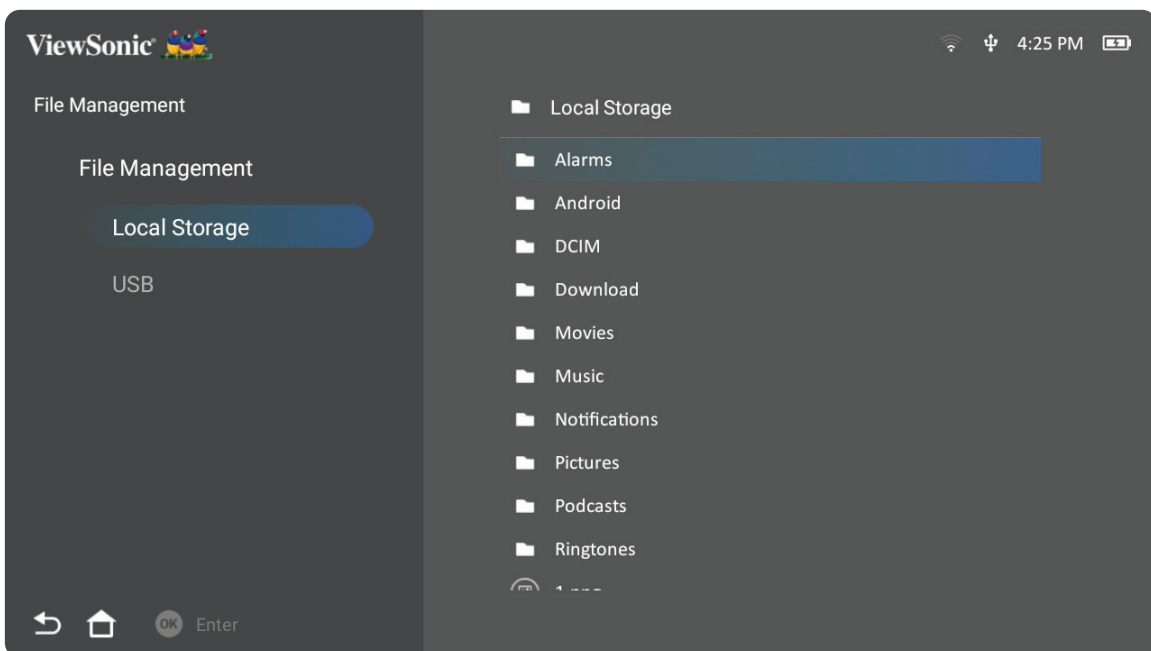 ViewSonic
4:25 PM
File Management
File Management
Local Storage
USB
Local Storage
Alarms
Android
DCIM
Download
Movies
Music
Notifications
Pictures
Podcasts
Ringtones
OK Enter